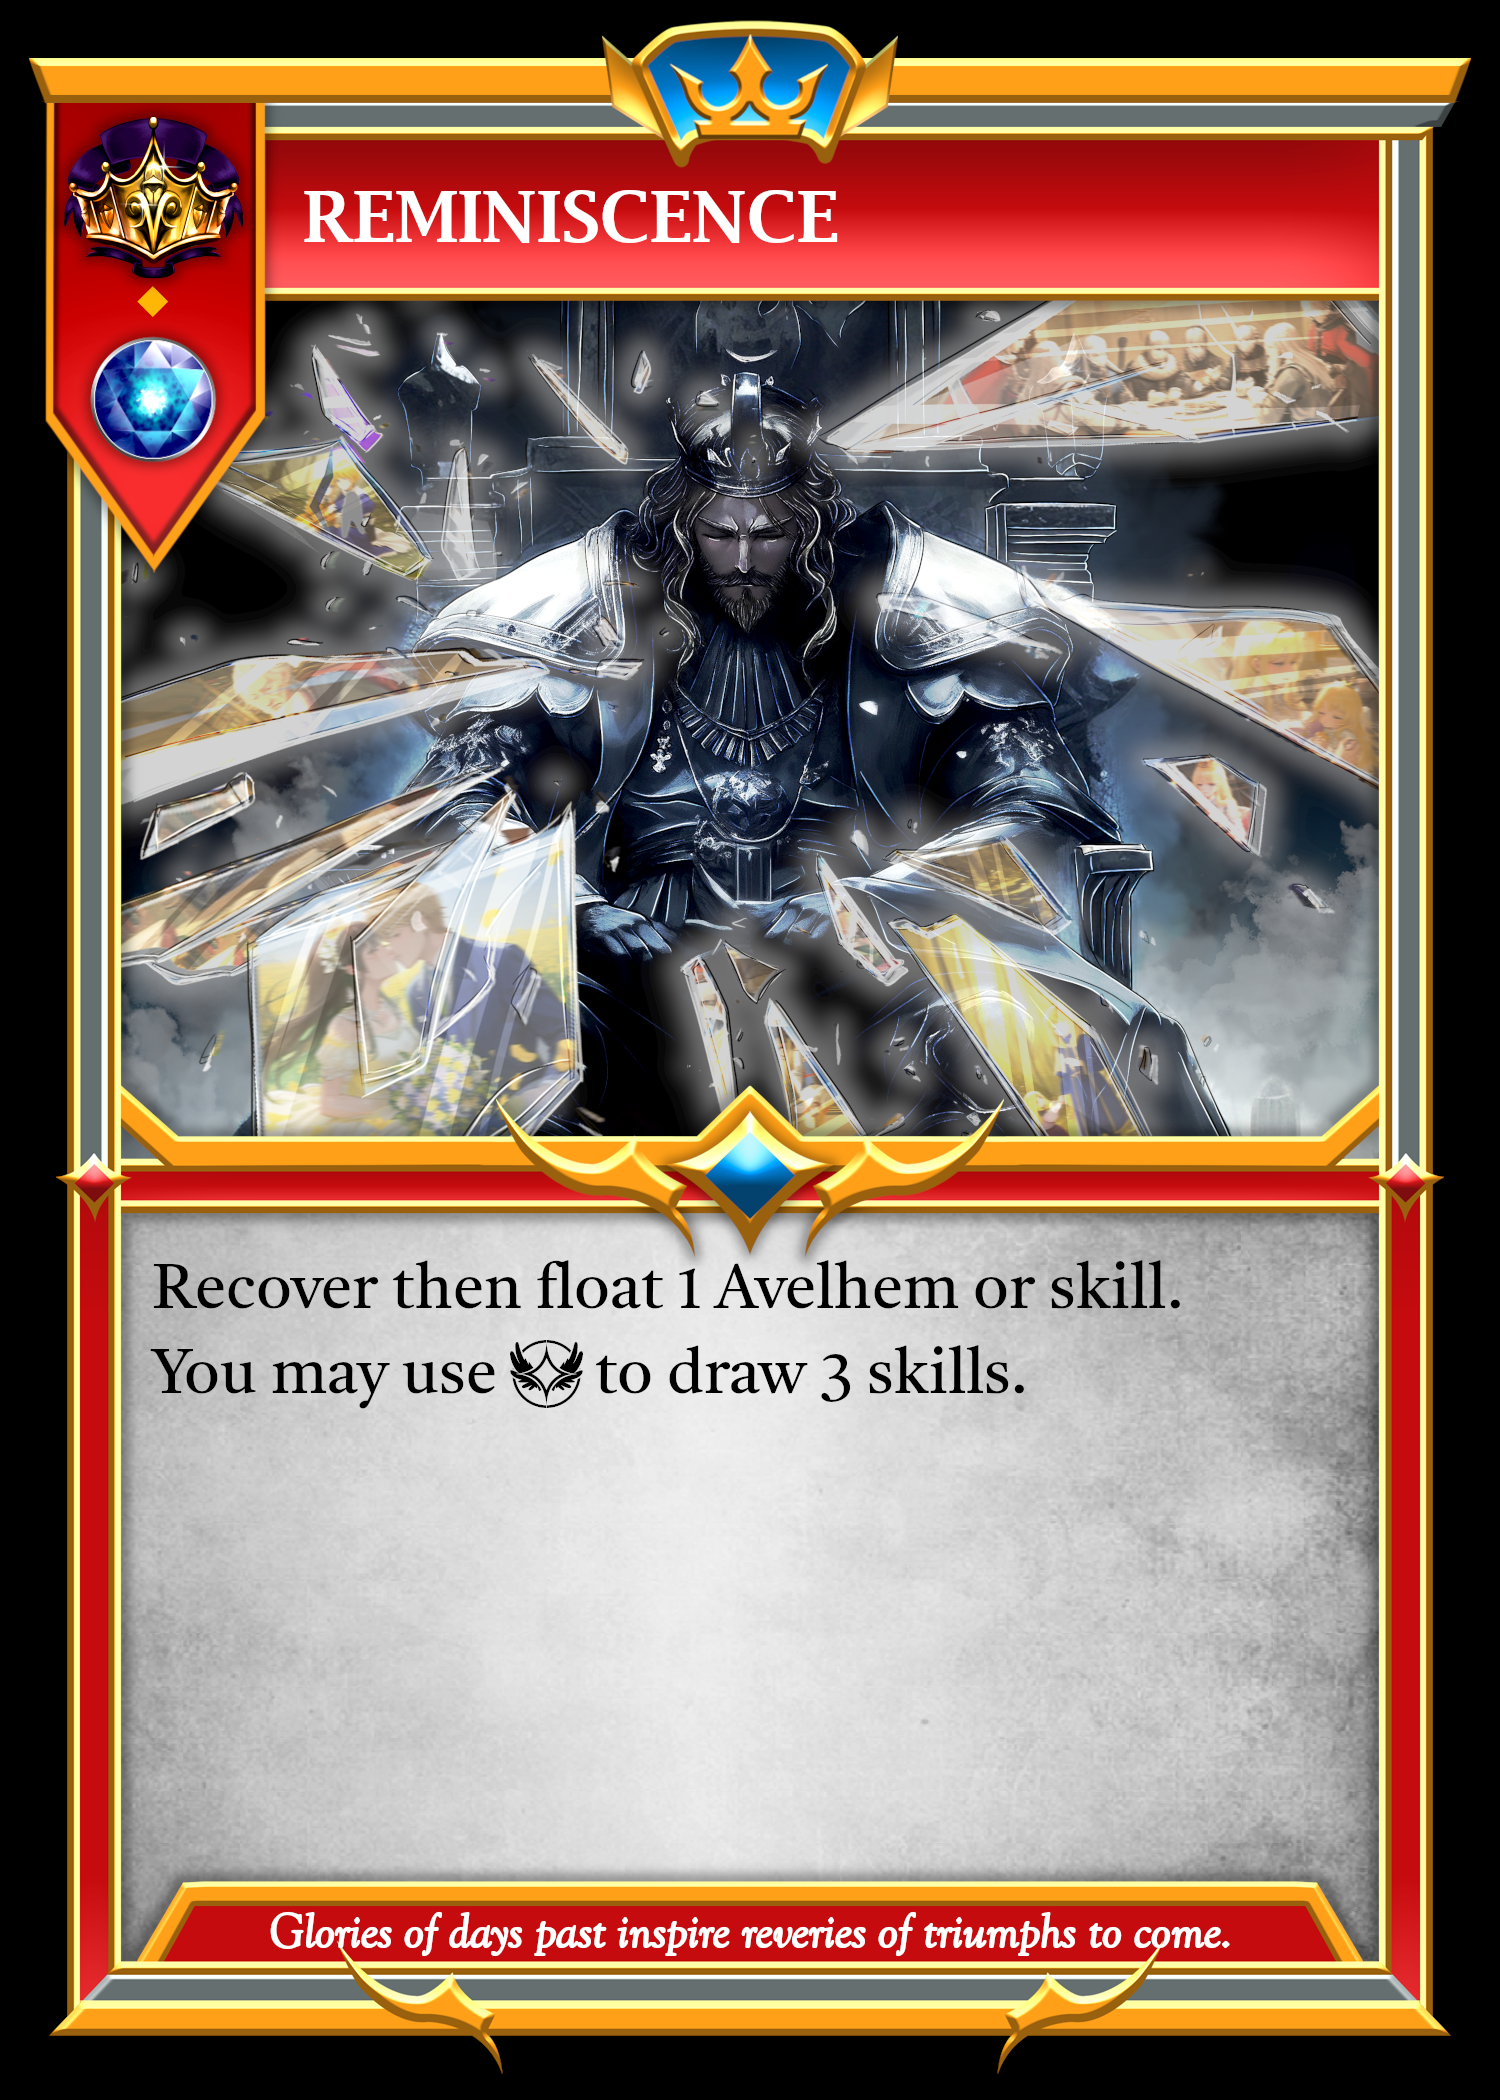 REMINISCENCE
Recover then float 1 Avelhem or skill.
You may use to draw 3 skills.
Glories of days past inspire reveries of triumphs to come.